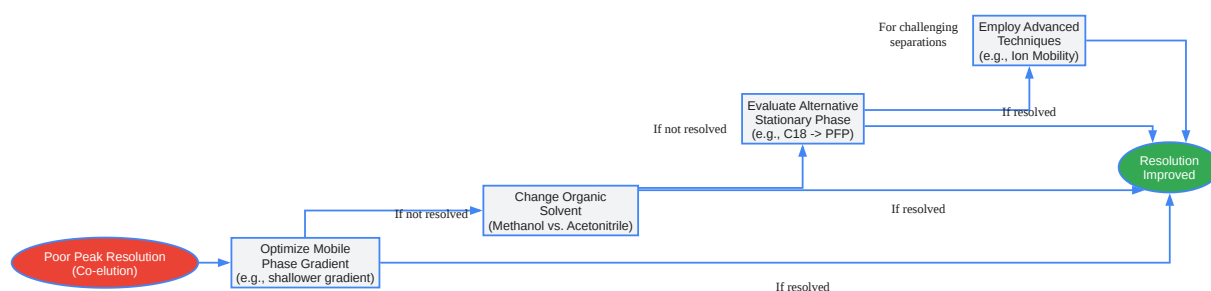 For challenging
separations
Employ Advanced
Techniques
(e.g., Ion Mobility)
Evaluate Alternative
Stationary Phase
(e.g., C18 -> PFP)
If resolved
If not resolved
Resolution
Improved
Change Organic
Solvent
(Methanol vs. Acetonitrile)
If not resolved
If resolved
Poor Peak Resolution
(Co-elution)
Optimize Mobile
Phase Gradient
(e.g., shallower gradient)
If resolved